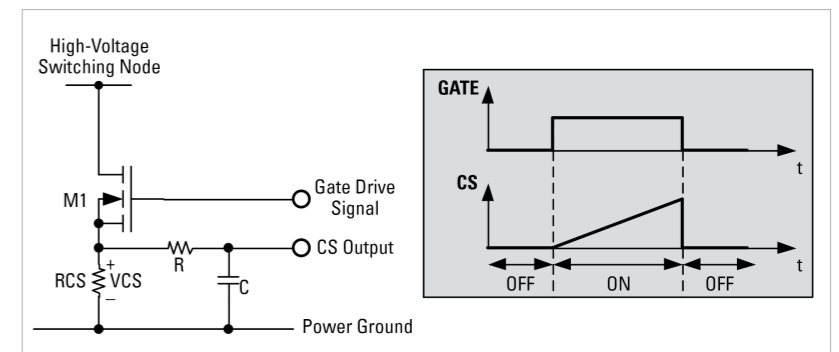 High-Voltage
Switching Node
M1
Gate Drive
Signal
CS Output
R
RCS
+
VCS
–
C
Power Ground
GATE
t
CS
t
OFF
ON
OFF